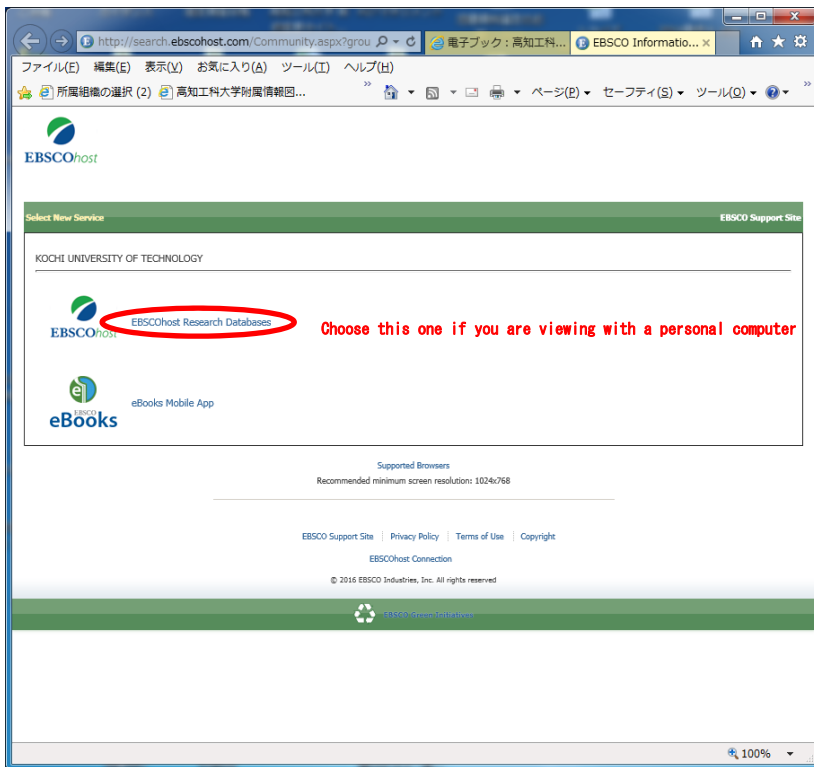 http://search.ebscohost.com/Community.aspx?grou
電子ブック : 高知工科...
EBSCO Informatio...
ファイル(F) 編集(E) 表示(V) お気に入り(A) ツール(T) ヘルプ(H)
所属組織の選択 (2) 高知工科大学附属情報図... ページ(P) セーフティ(S) ツール(O)
EBSCOhost
Select New Service EBSCO Support Site
KOCHI UNIVERSITY OF TECHNOLOGY
EBSCOhost EBSCOhost Research Databases Choose this one if you are viewing with a personal computer
EBSCO eBooks eBooks Mobile App
Supported Browsers
Recommended minimum screen resolution: 1024x768
EBSCO Support Site Privacy Policy Terms of Use Copyright
EBSCOhost Connection
© 2016 EBSCO Industries, Inc. All rights reserved
EBSCO Green Initiatives
100%